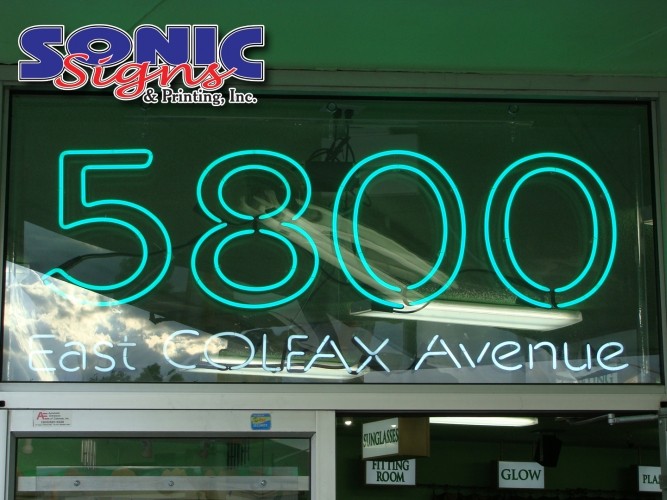 SONIC
Signs
& Printing, Inc.
5800
East COLFAX Avenue
SUNGLASSES
FITTING
ROOM
GLOW